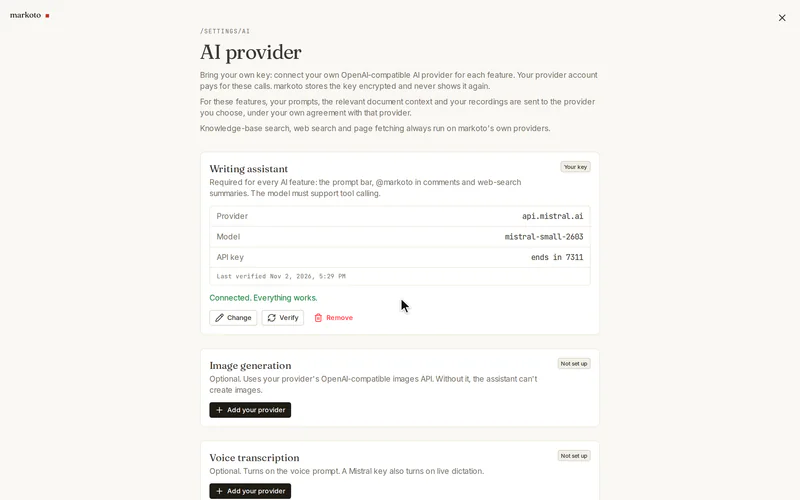 markoto
/SETTINGS/AI
AI provider
Bring your own key: connect your own OpenAI-compatible AI provider for each feature. Your provider account
pays for these calls. markoto stores the key encrypted and never shows it again.
For these features, your prompts, the relevant document context and your recordings are sent to the provider
you choose, under your own agreement with that provider.
Knowledge-base search, web search and page fetching always run on markoto's own providers.
Writing assistant
Your key
Required for every AI feature: the prompt bar, @markoto in comments and web-search
summaries. The model must support tool calling.
Provider api.mistral.ai
Model mistral-small-2603
API key ends in 7311
Last verified Nov 2, 2026, 5:29 PM
Connected. Everything works.
Change Verify Remove
Image generation
Not set up
Optional. Uses your provider's OpenAI-compatible images API. Without it, the assistant can't
create images.
Add your provider
Voice transcription
Not set up
Optional. Turns on the voice prompt. A Mistral key also turns on live dictation.
Add your provider